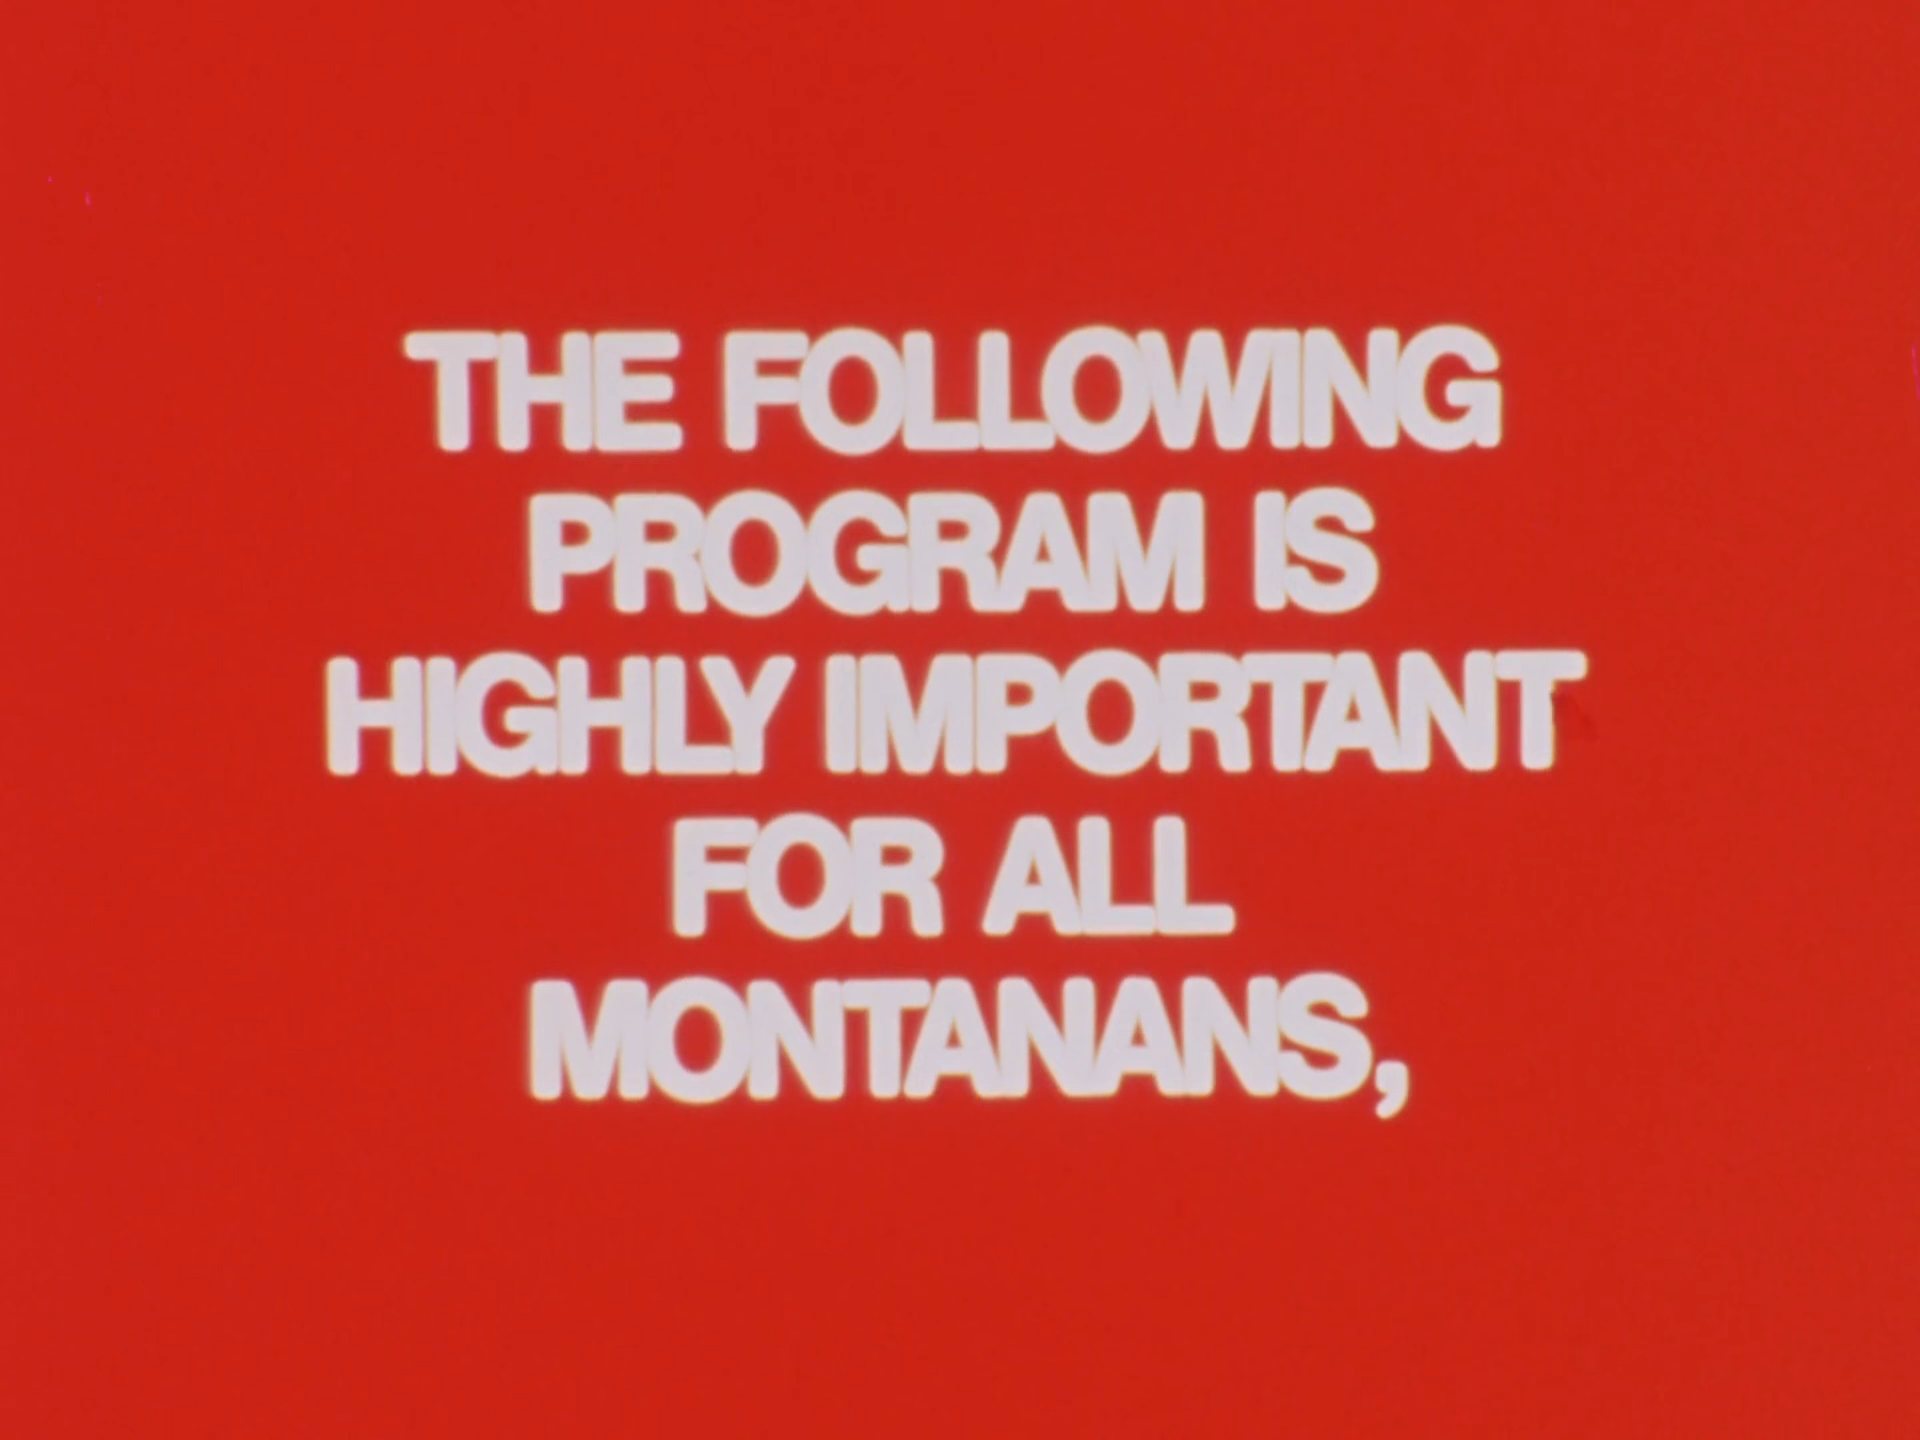 THE FOLLOWING
PROGRAM IS
HIGHLY IMPORTANT
FOR ALL
MONTANANS,